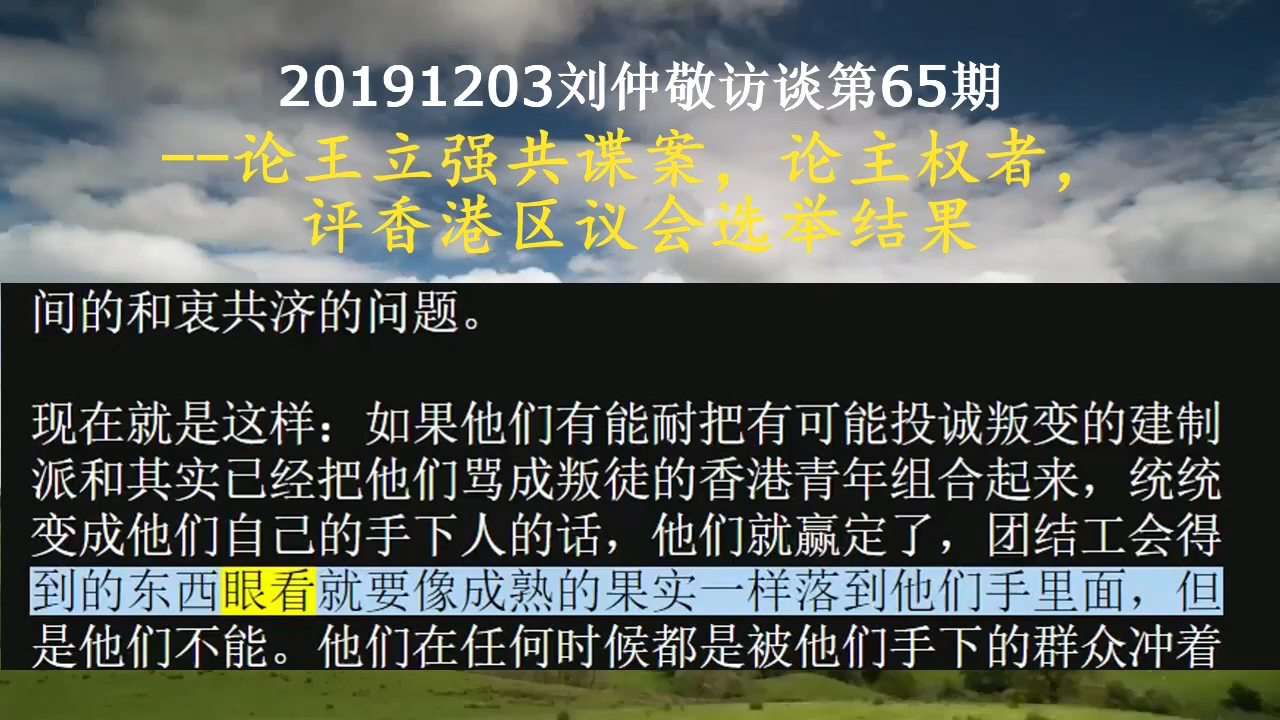 20191203刘仲敬访谈第65期
--论王立强共谍案，论主权者，
评香港区议会选举结果
间的和衷共济的问题。
现在就是这样：如果他们有能耐把有可能投诚叛变的建制
派和其实已经把他们骂成叛徒的香港青年组合起来，统统
变成他们自己的手下人的话，他们就赢定了，团结工会得
到的东西眼看就要像成熟的果实一样落到他们手里面，但
是他们不能。他们在任何时候都是被他们手下的群众冲着